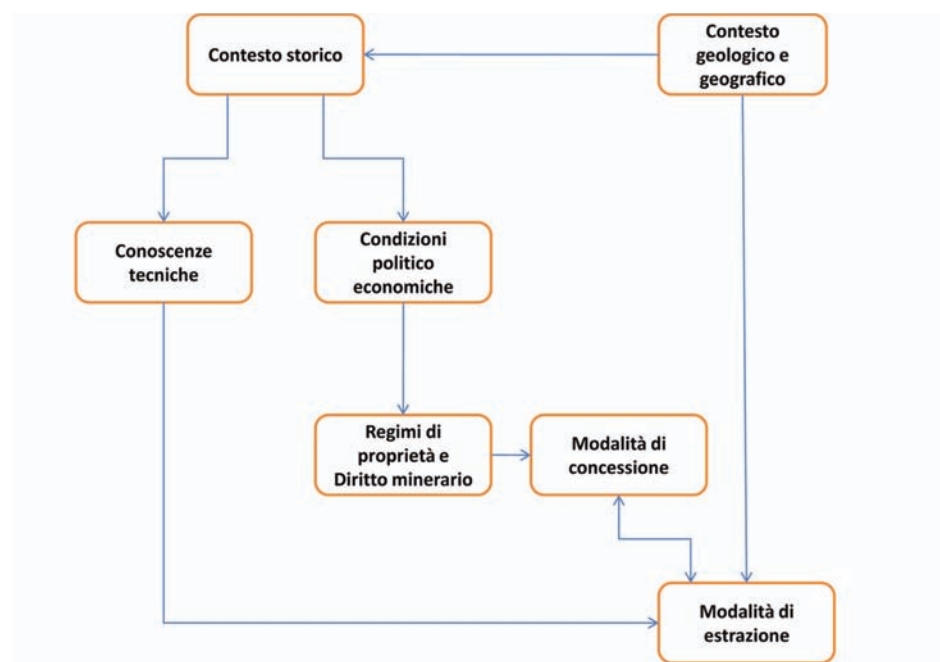 Contesto storico
Contesto
geologico e
geografico
Conoscenze
tecniche
Condizioni
politico
economiche
Regimi di
proprietà e
Diritto minerario
Modalità di
concessione
Modalità di
estrazione